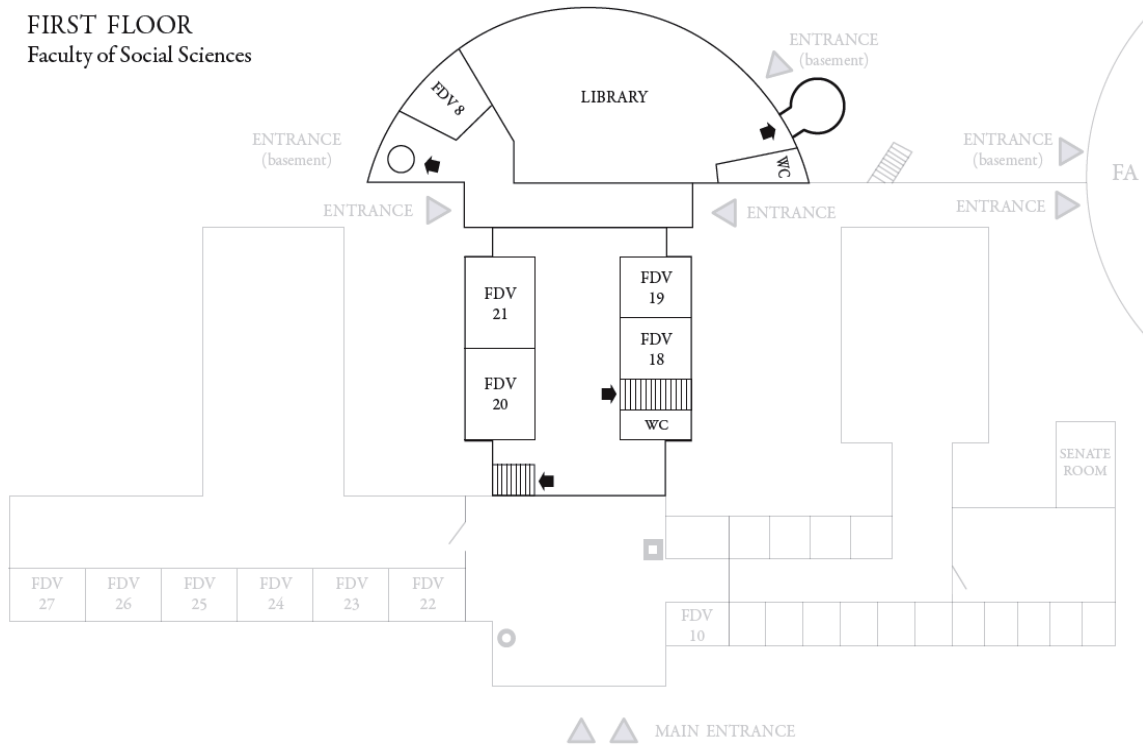 FIRST FLOOR
Faculty of Social Sciences
ENTRANCE
(basement)
FDV 8
LIBRARY
ENTRANCE
(basement)
WC
ENTRANCE
(basement)
FA
ENTRANCE
ENTRANCE
ENTRANCE
FDV
21
FDV
19
FDV
18
FDV
20
WC
SENATE
ROOM
FDV
27
FDV
26
FDV
25
FDV
24
FDV
23
FDV
22
FDV
10
MAIN ENTRANCE